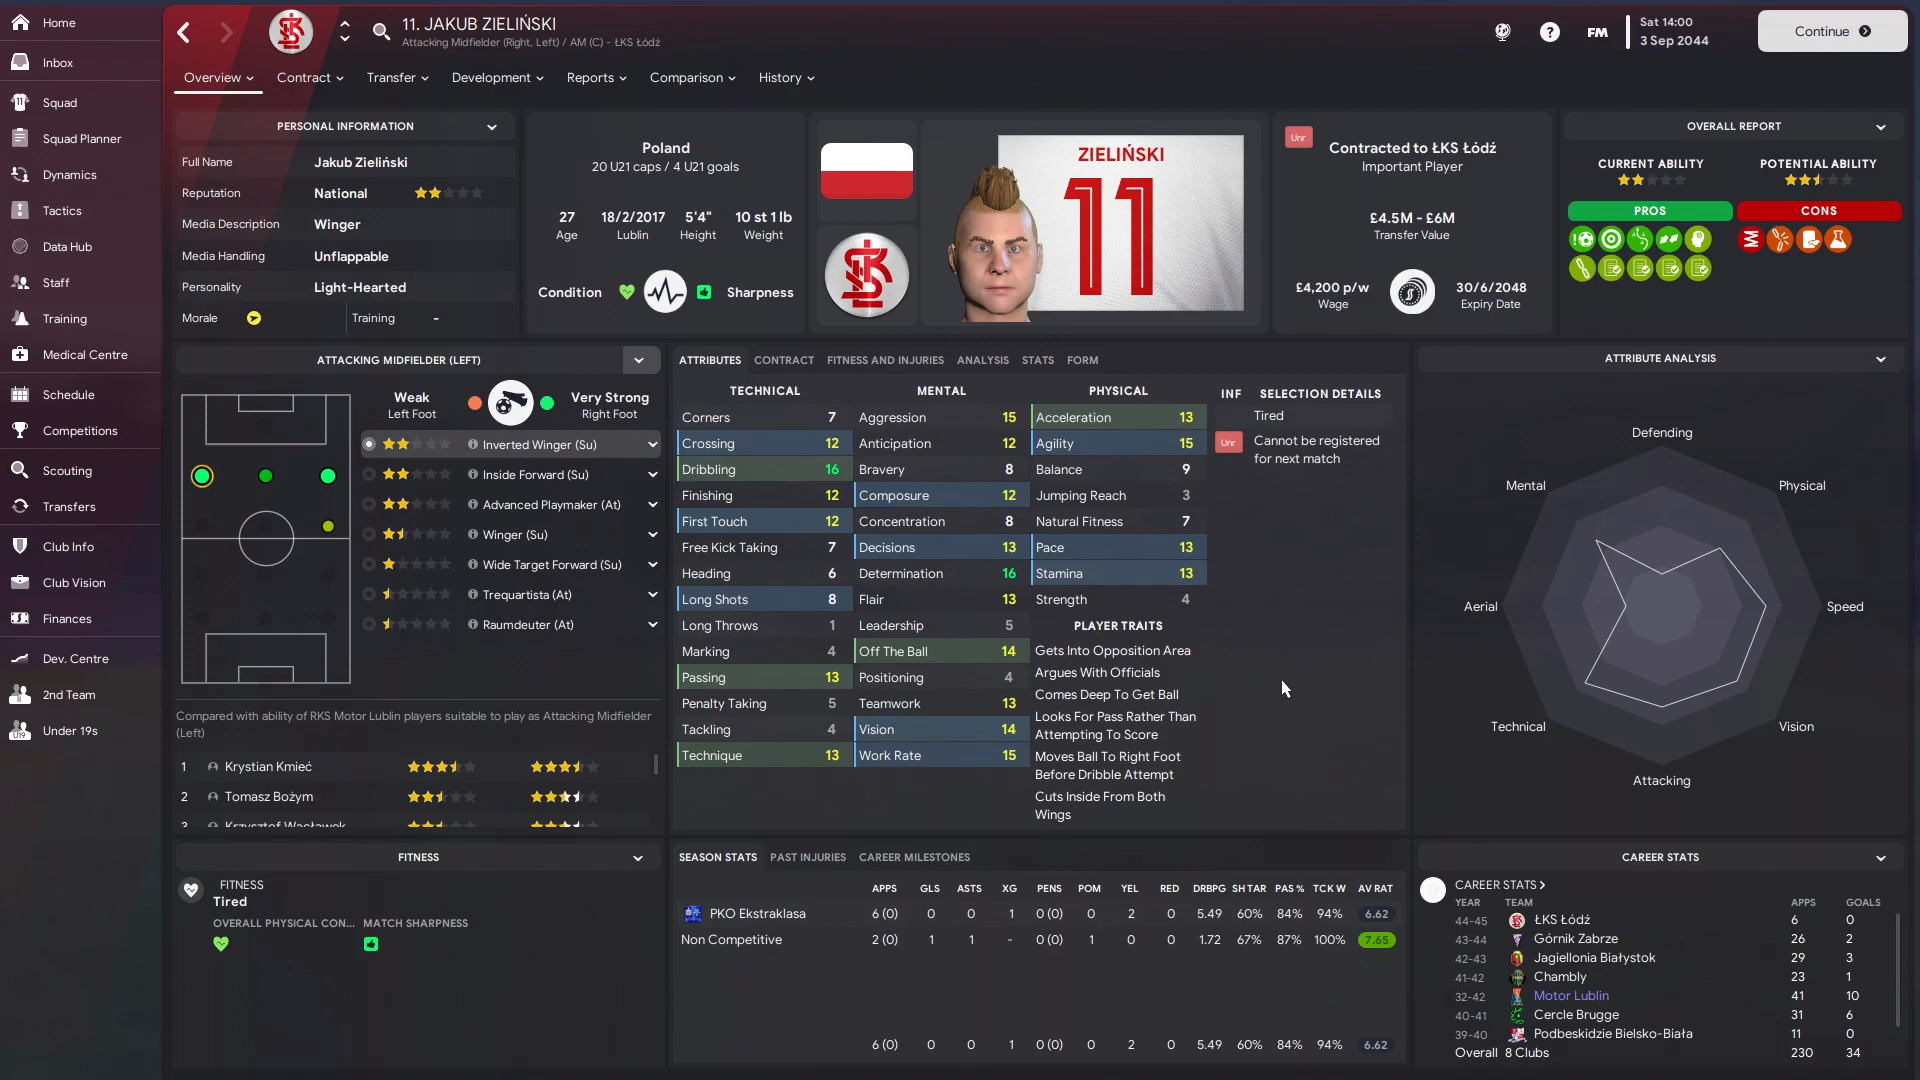 Home
Inbox
Squad
Squad Planner
Dynamics
Tactics
Data Hub
Staff
Training
Medical Centre
Schedule
Competitions
Scouting
Transfers
Club Info
Club Vision
Finances
Dev. Centre
2nd Team
Under 19s
11. JAKUB ZIELIŃSKI
Attacking Midfielder (Right, Left) / AM (C) - ŁKS Łódź
FM
Sat 14:00
3 Sep 2044
Continue
Overview Contract Transfer Development Reports Comparison History
PERSONAL INFORMATION
Full Name Jakub Zieliński
Reputation National
Media Description Winger
Media Handling Unflappable
Personality Light-Hearted
Morale Training -
Poland
20 U21 caps / 4 U21 goals
27 18/2/2017 5'4" 10 st 1 lb
Age Lublin Height Weight
Condition Sharpness
ZIELIŃSKI
11
Unr
Contracted to ŁKS Łódź
Important Player
£4.5M - £6M
Transfer Value
£4,200 p/w 30/6/2048
Wage Expiry Date
OVERALL REPORT
CURRENT ABILITY POTENTIAL ABILITY
PROS CONS
ATTACKING MIDFIELDER (LEFT)
Weak Very Strong
Left Foot Right Foot
Inverted Winger (Su)
Inside Forward (Su)
Advanced Playmaker (At)
Winger (Su)
Wide Target Forward (Su)
Trequartista (At)
Raumdeuter (At)
Compared with ability of RKS Motor Lublin players suitable to play as Attacking Midfielder
(Left)
1 Krystian Kmieć
2 Tomasz Bożym
3 Krzysztof Wacławek
ATTRIBUTES CONTRACT FITNESS AND INJURIES ANALYSIS STATS FORM
TECHNICAL MENTAL PHYSICAL
Corners 7 Aggression 15 Acceleration 13
Crossing 12 Anticipation 12 Agility 15
Dribbling 16 Bravery 8 Balance 9
Finishing 12 Composure 12 Jumping Reach 3
First Touch 12 Concentration 8 Natural Fitness 7
Free Kick Taking 7 Decisions 13 Pace 13
Heading 6 Determination 16 Stamina 13
Long Shots 8 Flair 13 Strength 4
Long Throws 1 Leadership 5
Marking 4 Off The Ball 14
Passing 13 Positioning 4
Penalty Taking 5 Teamwork 13
Tackling 4 Vision 14
Technique 13 Work Rate 15
PLAYER TRAITS
Gets Into Opposition Area
Argues With Officials
Comes Deep To Get Ball
Looks For Pass Rather Than
Attempting To Score
Moves Ball To Right Foot
Before Dribble Attempt
Cuts Inside From Both
Wings
INF SELECTION DETAILS
Tired
Unr Cannot be registered
for next match
ATTRIBUTE ANALYSIS
Defending
Physical
Speed
Vision
Attacking
Technical
Aerial
Mental
FITNESS
FITNESS
Tired
OVERALL PHYSICAL CON... MATCH SHARPNESS
SEASON STATS PAST INJURIES CAREER MILESTONES
APPS GLS ASTS XG PENS POM YEL RED DRBPG SH TAR PAS % TCK W AV RAT
PKO Ekstraklasa 6 (0) 0 0 1 0 (0) 0 2 0 5.49 60% 84% 94% 6.62
Non Competitive 2 (0) 1 1 - 0 (0) 1 0 0 1.72 67% 87% 100% 7.65
6 (0) 0 0 1 0 (0) 0 2 0 5.49 60% 84% 94% 6.62
CAREER STATS
CAREER STATS
YEAR TEAM APPS GOALS
44-45 ŁKS Łódź 6 0
43-44 Górnik Zabrze 26 2
42-43 Jagiellonia Białystok 29 3
41-42 Chambly 23 1
32-42 Motor Lublin 41 10
40-41 Cercle Brugge 31 6
39-40 Podbeskidzie Bielsko-Biała 11 0
Overall 8 Clubs 230 34